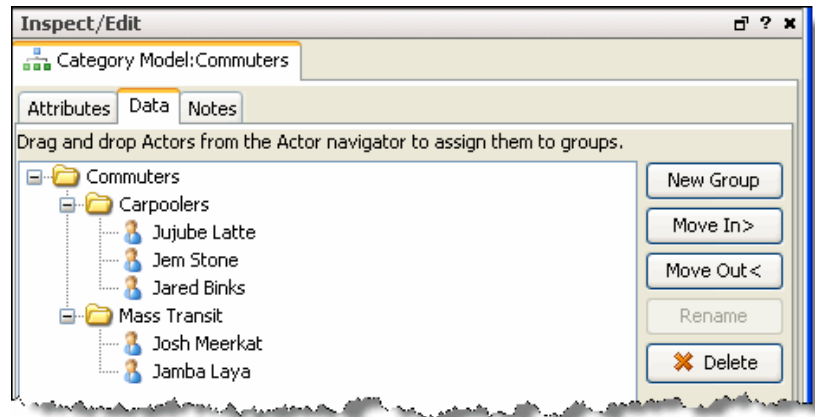 Inspect/Edit
Category Model:Commuters
Attributes Data Notes
Drag and drop Actors from the Actor navigator to assign them to groups.
Commuters
Carpoolers
Jujube Latte
Jem Stone
Jared Binks
Mass Transit
Josh Meerkat
Jamba Laya
New Group
Move In>
Move Out<
Rename
Delete